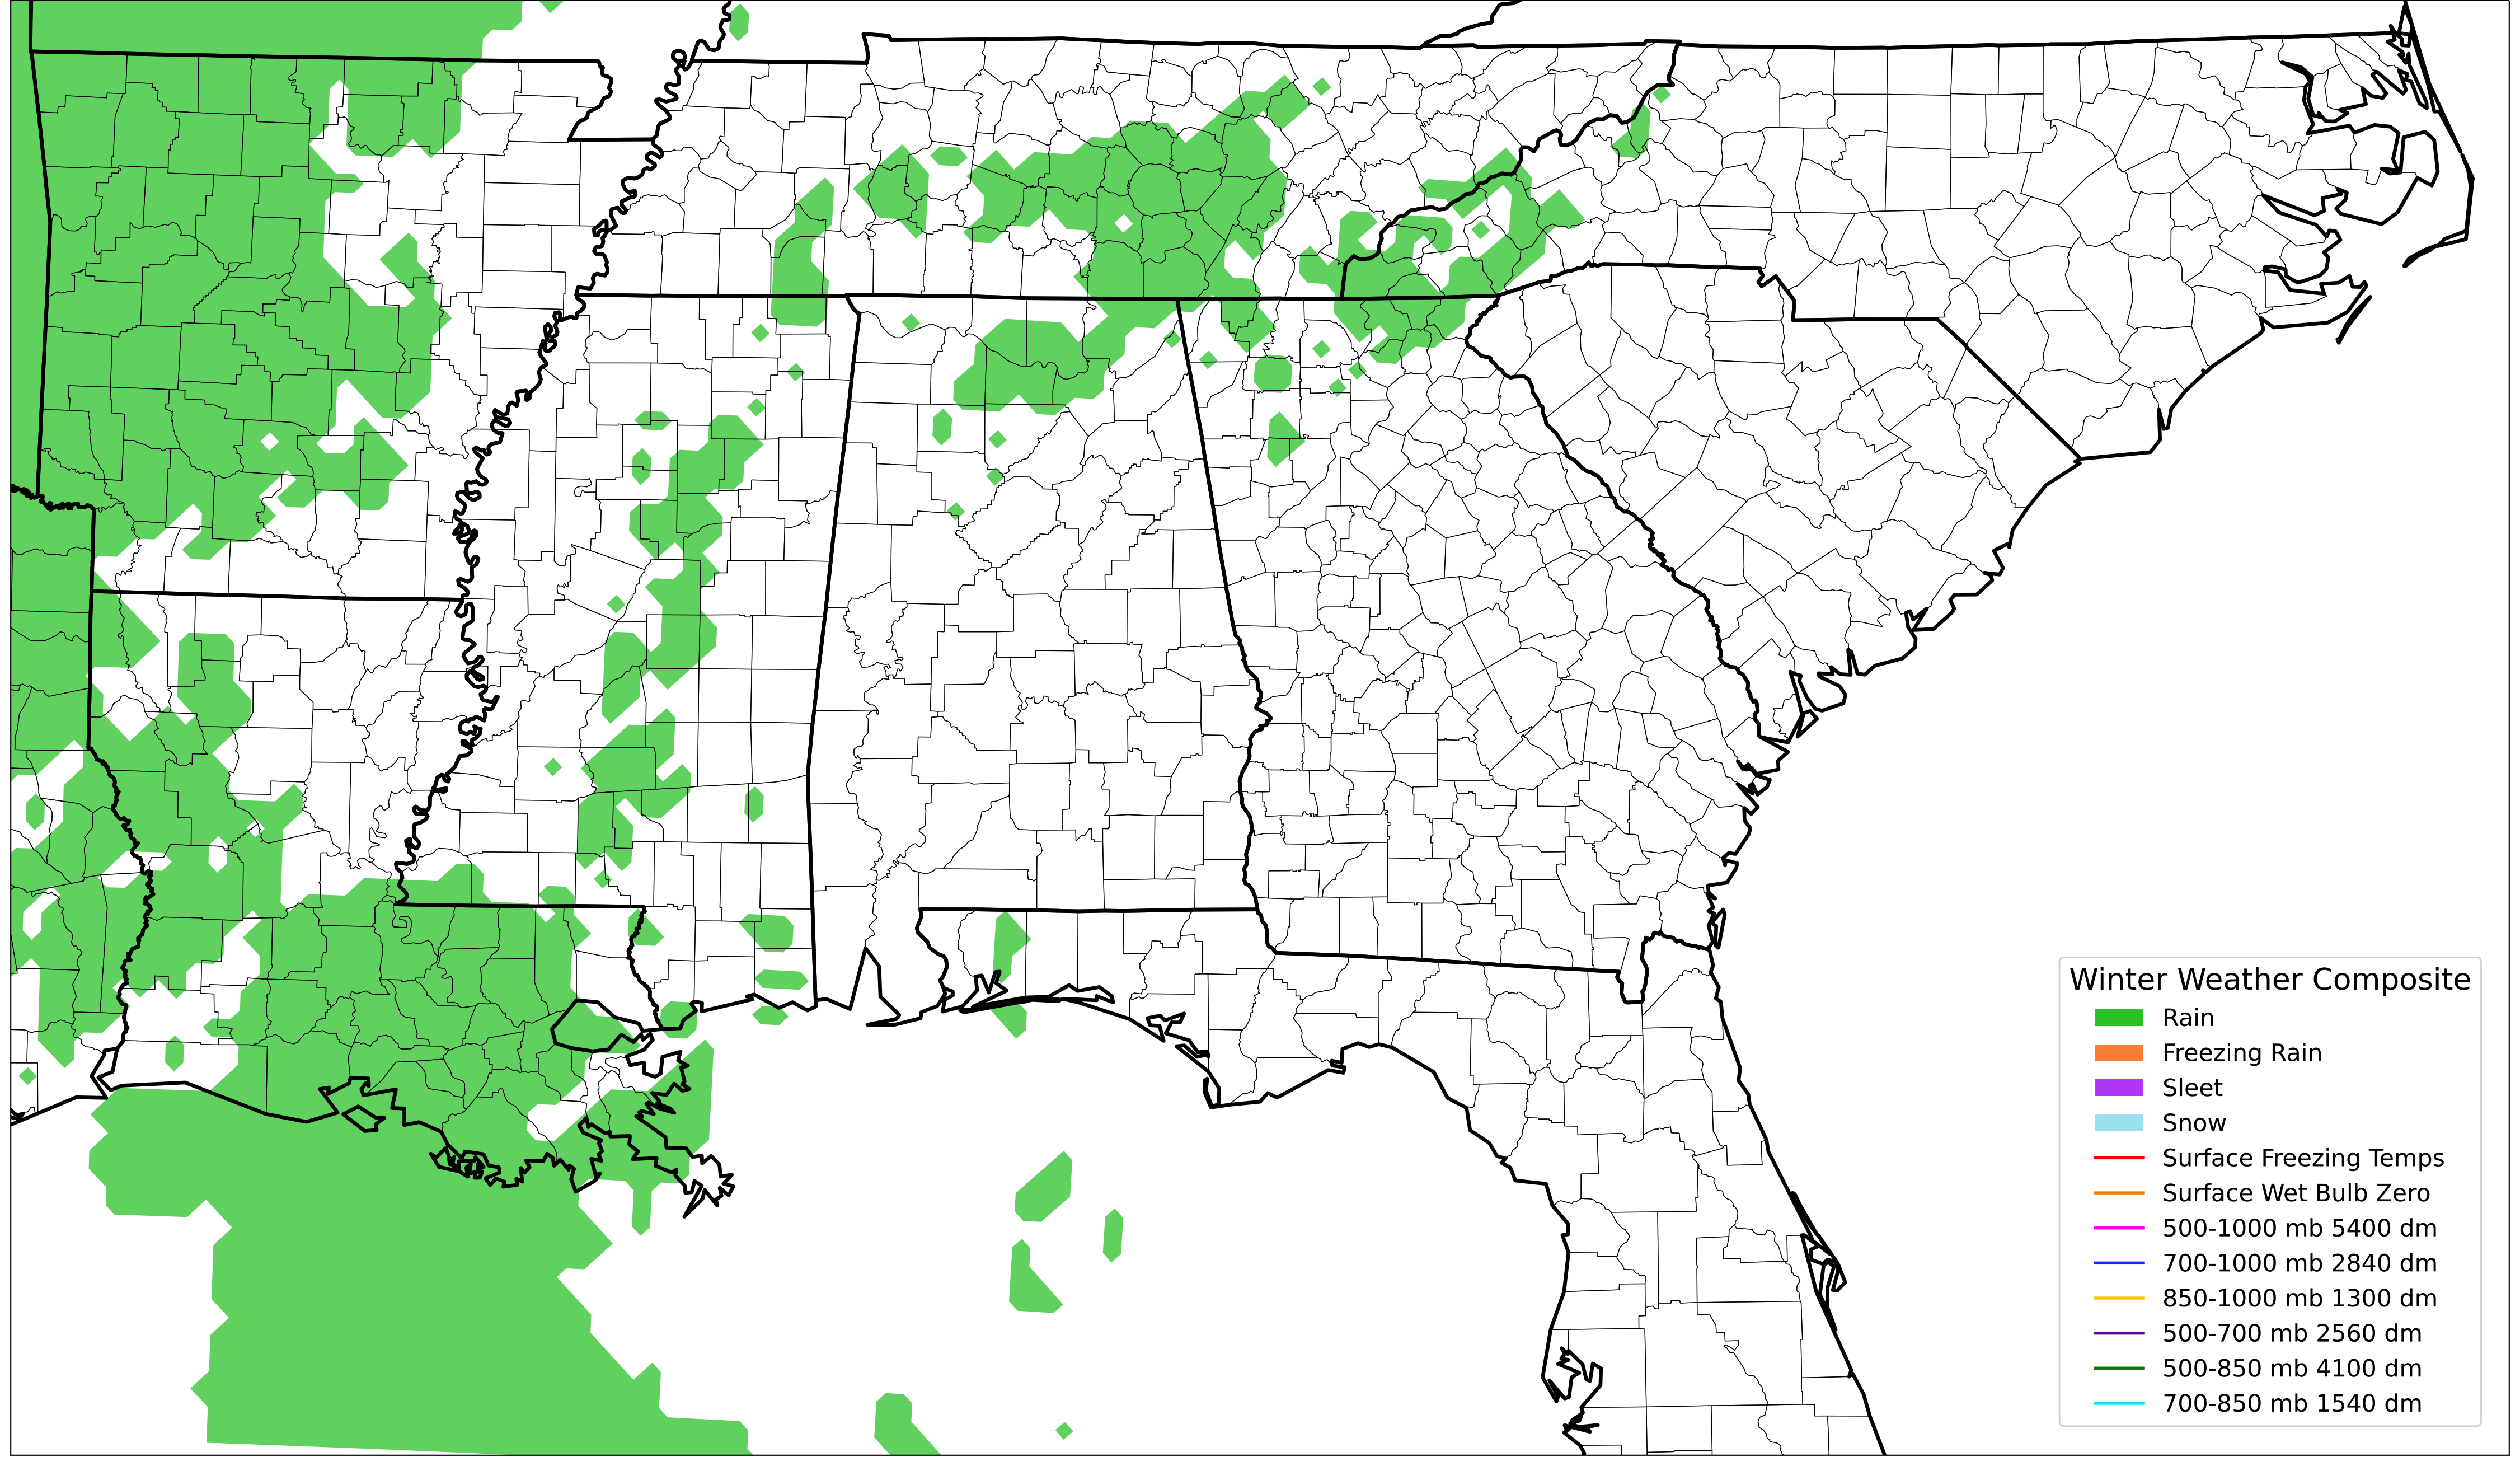 Winter Weather Composite
Rain
Freezing Rain
Sleet
Snow
Surface Freezing Temps
Surface Wet Bulb Zero
500-1000 mb 5400 dm
700-1000 mb 2840 dm
850-1000 mb 1300 dm
500-700 mb 2560 dm
500-850 mb 4100 dm
700-850 mb 1540 dm